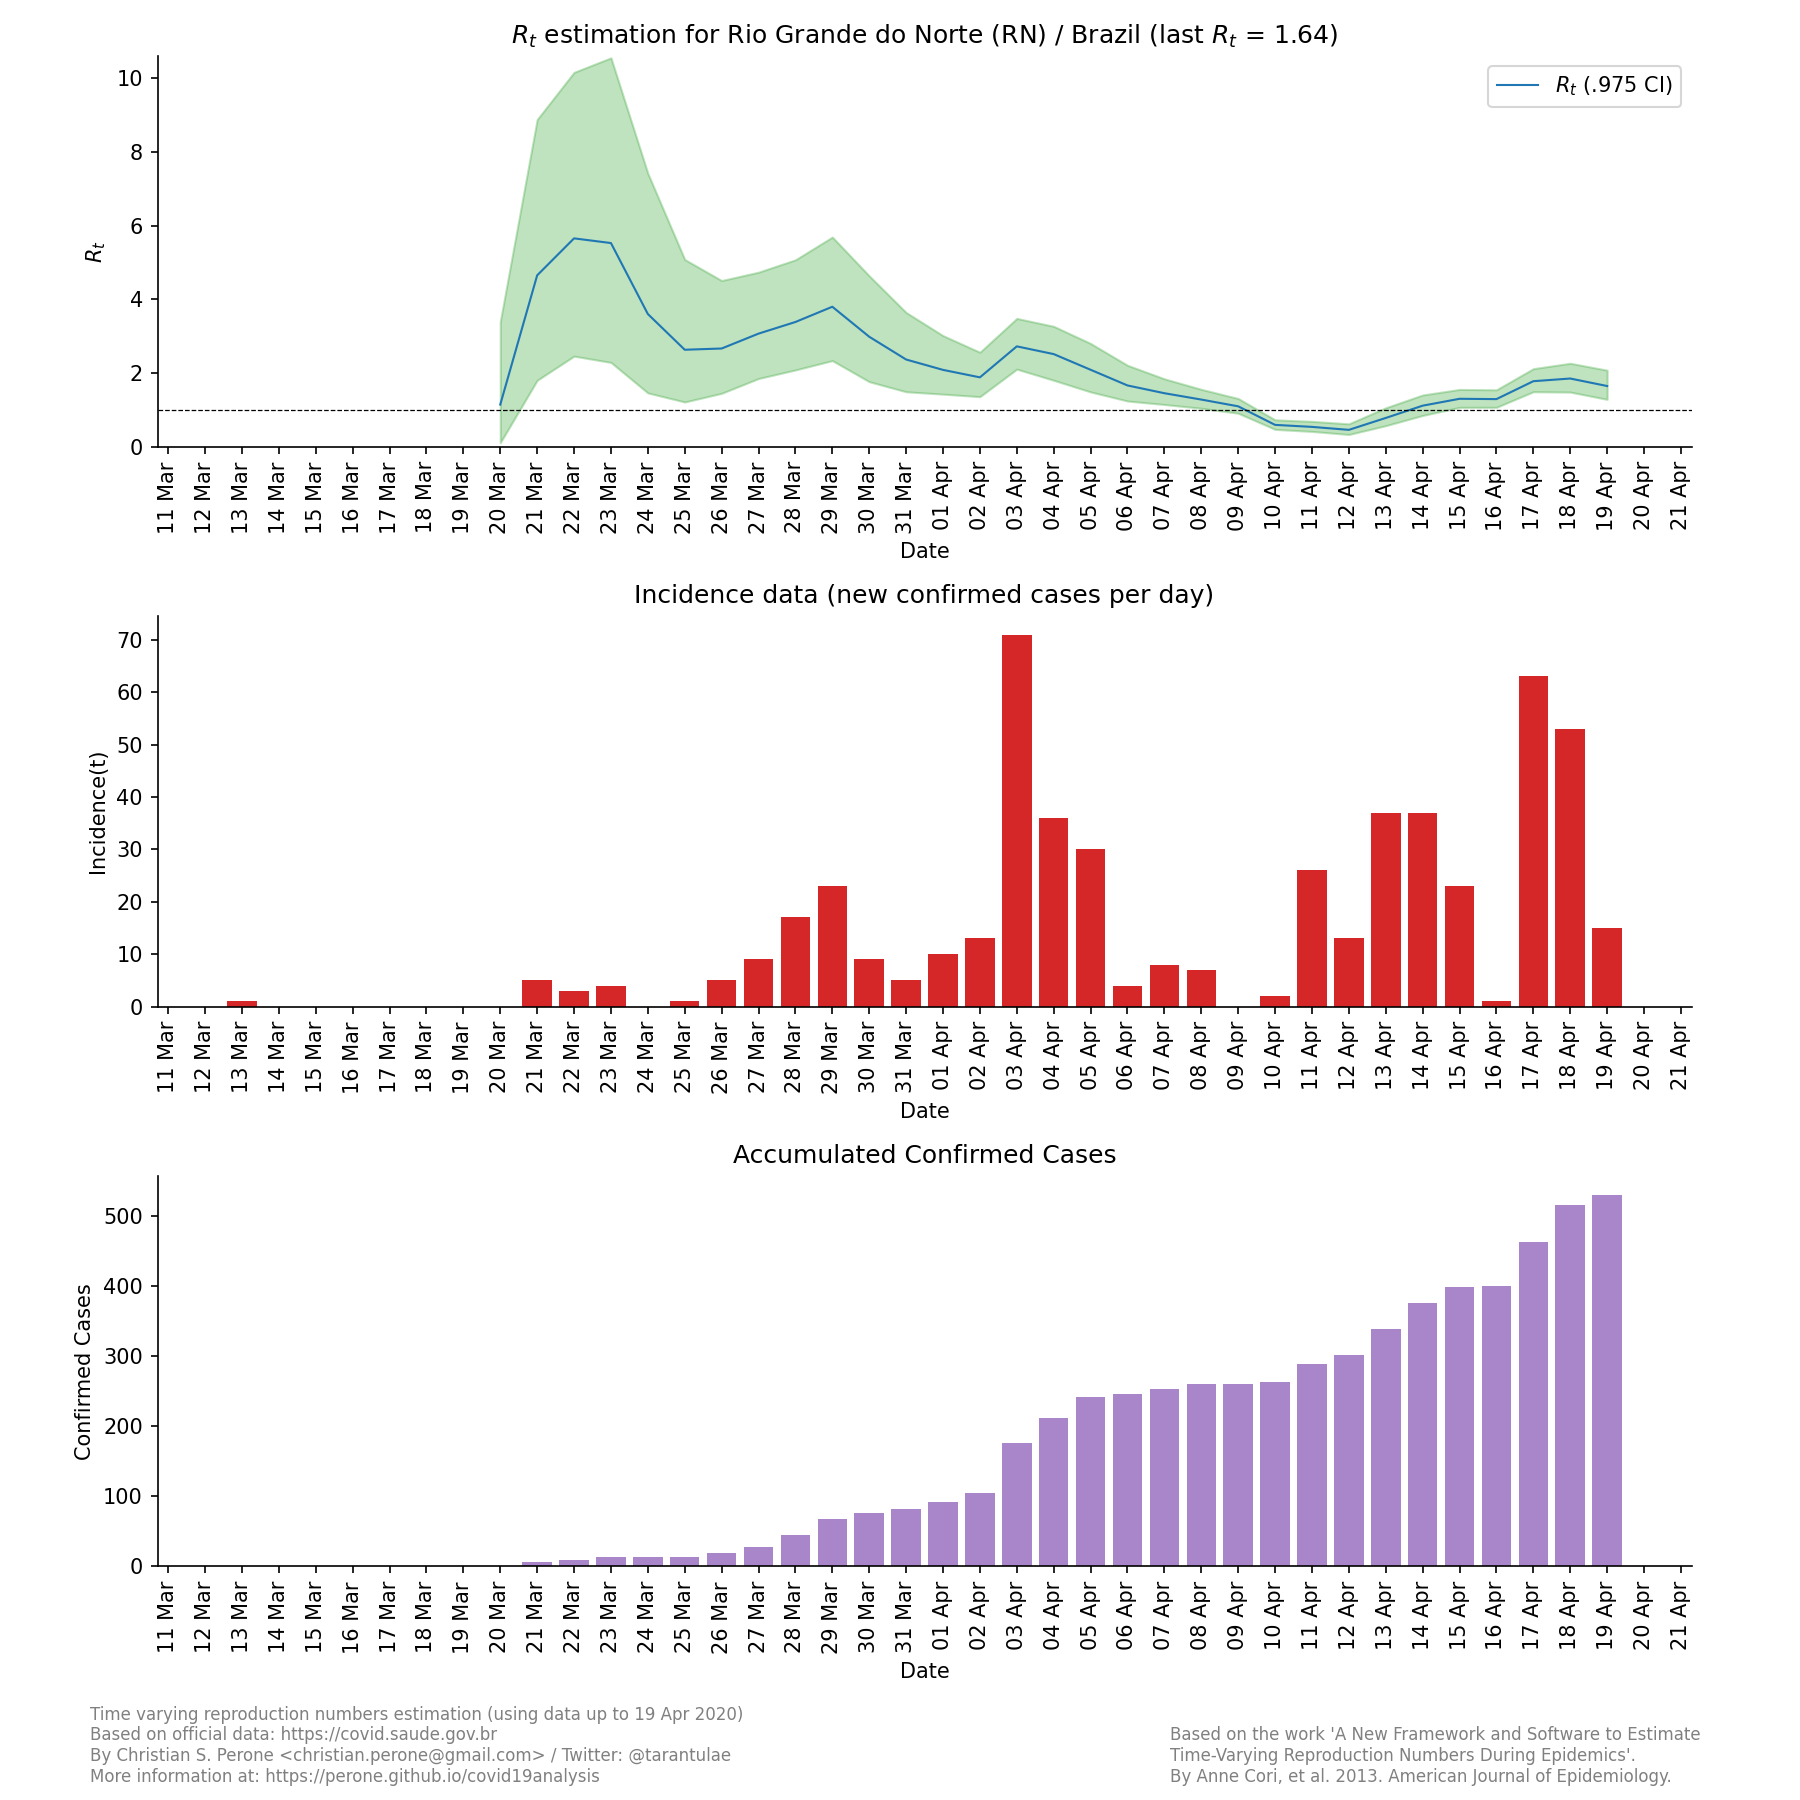 Rt estimation for Rio Grande do Norte (RN) / Brazil (last Rt = 1.64)
10
8
6
4
2
0
Rt
Rt (.975 CI)
11 Mar
12 Mar
13 Mar
14 Mar
15 Mar
16 Mar
17 Mar
18 Mar
19 Mar
20 Mar
21 Mar
22 Mar
23 Mar
24 Mar
25 Mar
26 Mar
27 Mar
28 Mar
29 Mar
30 Mar
31 Mar
01 Apr
02 Apr
03 Apr
04 Apr
05 Apr
06 Apr
07 Apr
08 Apr
09 Apr
10 Apr
11 Apr
12 Apr
13 Apr
14 Apr
15 Apr
16 Apr
17 Apr
18 Apr
19 Apr
20 Apr
21 Apr
Date
Incidence data (new confirmed cases per day)
70
60
50
40
30
20
10
0
Incidence(t)
11 Mar
12 Mar
13 Mar
14 Mar
15 Mar
16 Mar
17 Mar
18 Mar
19 Mar
20 Mar
21 Mar
22 Mar
23 Mar
24 Mar
25 Mar
26 Mar
27 Mar
28 Mar
29 Mar
30 Mar
31 Mar
01 Apr
02 Apr
03 Apr
04 Apr
05 Apr
06 Apr
07 Apr
08 Apr
09 Apr
10 Apr
11 Apr
12 Apr
13 Apr
14 Apr
15 Apr
16 Apr
17 Apr
18 Apr
19 Apr
20 Apr
21 Apr
Date
Accumulated Confirmed Cases
500
400
300
200
100
0
Confirmed Cases
11 Mar
12 Mar
13 Mar
14 Mar
15 Mar
16 Mar
17 Mar
18 Mar
19 Mar
20 Mar
21 Mar
22 Mar
23 Mar
24 Mar
25 Mar
26 Mar
27 Mar
28 Mar
29 Mar
30 Mar
31 Mar
01 Apr
02 Apr
03 Apr
04 Apr
05 Apr
06 Apr
07 Apr
08 Apr
09 Apr
10 Apr
11 Apr
12 Apr
13 Apr
14 Apr
15 Apr
16 Apr
17 Apr
18 Apr
19 Apr
20 Apr
21 Apr
Date
Time varying reproduction numbers estimation (using data up to 19 Apr 2020)
Based on official data: https://covid.saude.gov.br
By Christian S. Perone <christian.perone@gmail.com> / Twitter: @tarantulae
More information at: https://perone.github.io/covid19analysis
Based on the work 'A New Framework and Software to Estimate
Time-Varying Reproduction Numbers During Epidemics'.
By Anne Cori, et al. 2013. American Journal of Epidemiology.